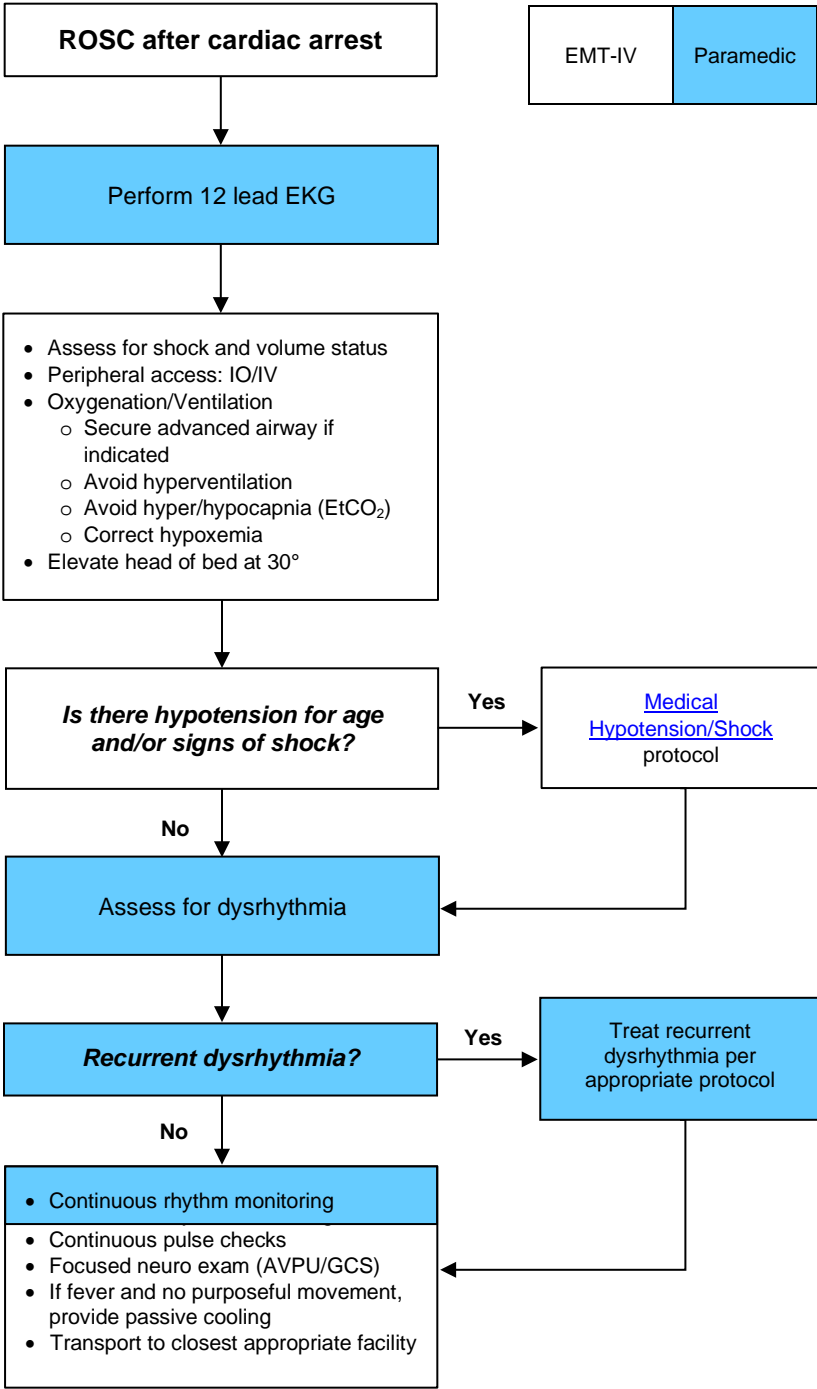 ROSC after cardiac arrest
EMT-IV
Paramedic
Perform 12 lead EKG
• Assess for shock and volume status
• Peripheral access: IO/IV
• Oxygenation/Ventilation
o Secure advanced airway if
indicated
o Avoid hyperventilation
o Avoid hyper/hypocapnia (EtCO₂)
o Correct hypoxemia
• Elevate head of bed at 30°
Is there hypotension for age
and/or signs of shock?
Yes
Medical
Hypotension/Shock
protocol
No
Assess for dysrhythmia
Recurrent dysrhythmia?
Yes
Treat recurrent
dysrhythmia per
appropriate protocol
No
• Continuous rhythm monitoring
• Continuous pulse checks
• Focused neuro exam (AVPU/GCS)
• If fever and no purposeful movement,
provide passive cooling
• Transport to closest appropriate facility